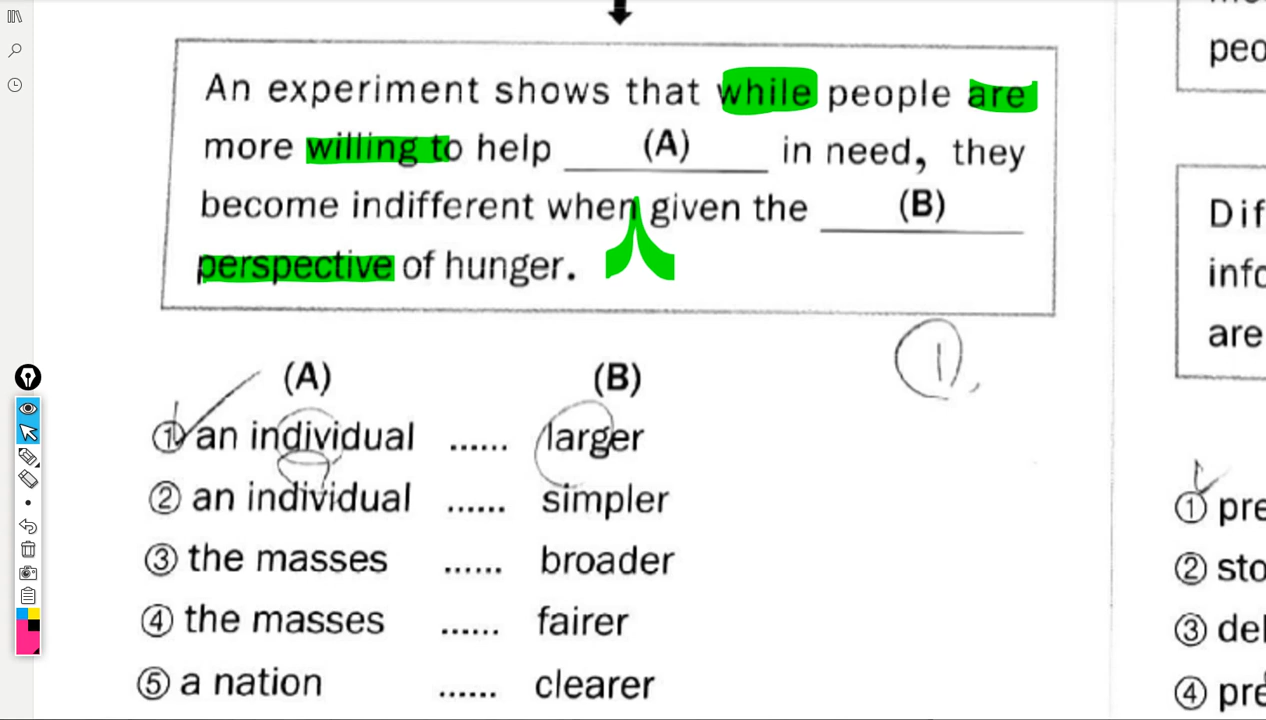 peo
An experiment shows that while people are
more willing to help (A) in need, they
become indifferent when given the (B)
perspective of hunger.
Dif
info
are
①,
(A) (B)
① an individual ...... larger
② an individual ...... simpler
③ the masses ...... broader
④ the masses ...... fairer
⑤ a nation ...... clearer
① pre
② sto
③ del
④ pre